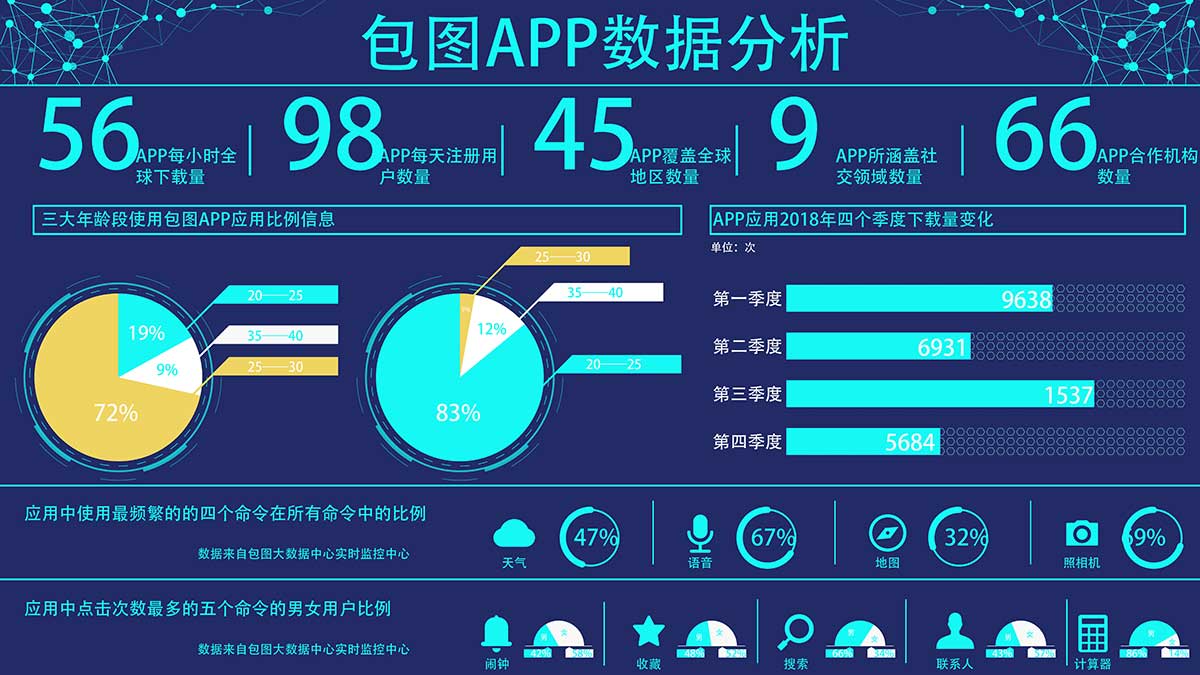 包图APP数据分析
56 APP每小时全
球下载量
98 APP每天注册用
户数量
45 APP覆盖全球
地区数量
9 APP所涵盖社
交领域数量
66 APP合作机构
数量
三大年龄段使用包图APP应用比例信息
APP应用2018年四个季度下载量变化
单位：次
20——25
35——40
25——30
19%
9%
72%
25——30
35——40
20——25
12%
83%
第一季度 9638
第二季度 6931
第三季度 1537
第四季度 5684
应用中使用最频繁的的四个命令在所有命令中的比例
数据来自包图大数据中心实时监控中心
天气 47%
语音 67%
地图 32%
照相机 69%
应用中点击次数最多的五个命令的男女用户比例
数据来自包图大数据中心实时监控中心
闹钟 男 女 42%
收藏 男 女 48%
搜索 男 女 66%
联系人 男 女 43%
计算器 男 女 86%